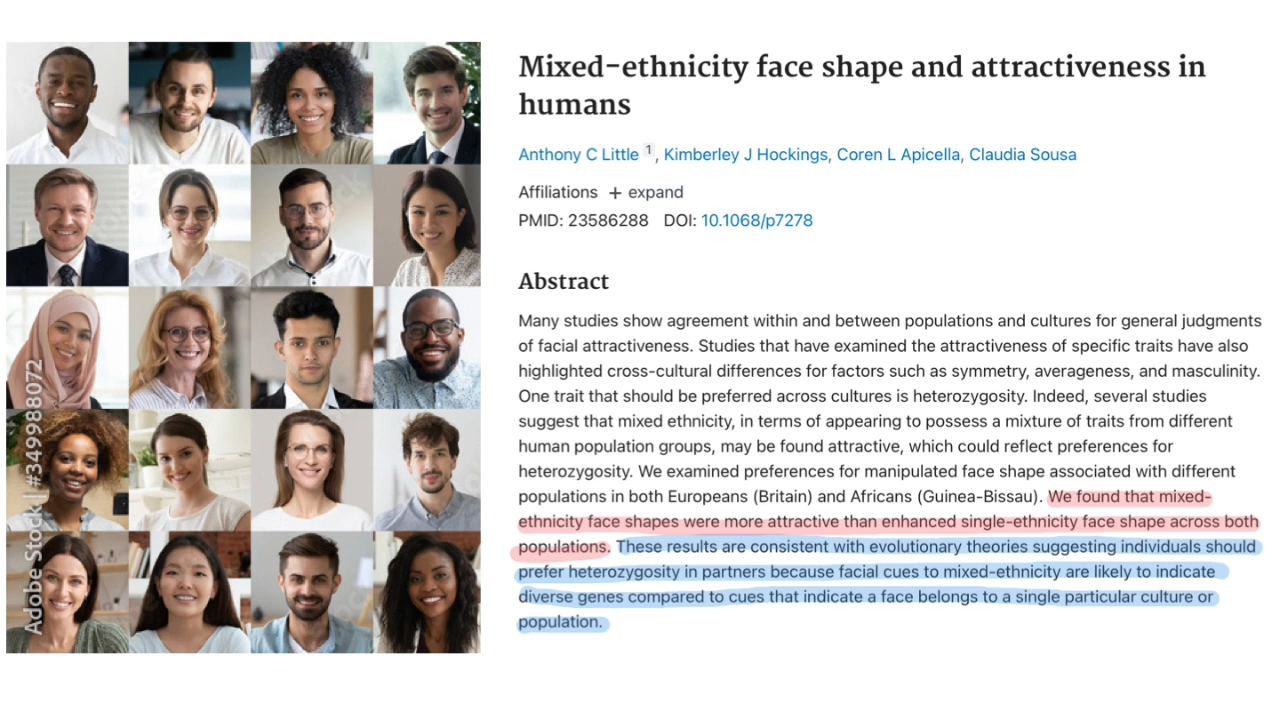 Adobe Stock | #349988072
Mixed-ethnicity face shape and attractiveness in
humans
Anthony C Little 1, Kimberley J Hockings, Coren L Apicella, Claudia Sousa
Affiliations + expand
PMID: 23586288 DOI: 10.1068/p7278
Abstract
Many studies show agreement within and between populations and cultures for general judgments
of facial attractiveness. Studies that have examined the attractiveness of specific traits have also
highlighted cross-cultural differences for factors such as symmetry, averageness, and masculinity.
One trait that should be preferred across cultures is heterozygosity. Indeed, several studies
suggest that mixed ethnicity, in terms of appearing to possess a mixture of traits from different
human population groups, may be found attractive, which could reflect preferences for
heterozygosity. We examined preferences for manipulated face shape associated with different
populations in both Europeans (Britain) and Africans (Guinea-Bissau). We found that mixed-
ethnicity face shapes were more attractive than enhanced single-ethnicity face shape across both
populations. These results are consistent with evolutionary theories suggesting individuals should
prefer heterozygosity in partners because facial cues to mixed-ethnicity are likely to indicate
diverse genes compared to cues that indicate a face belongs to a single particular culture or
population.